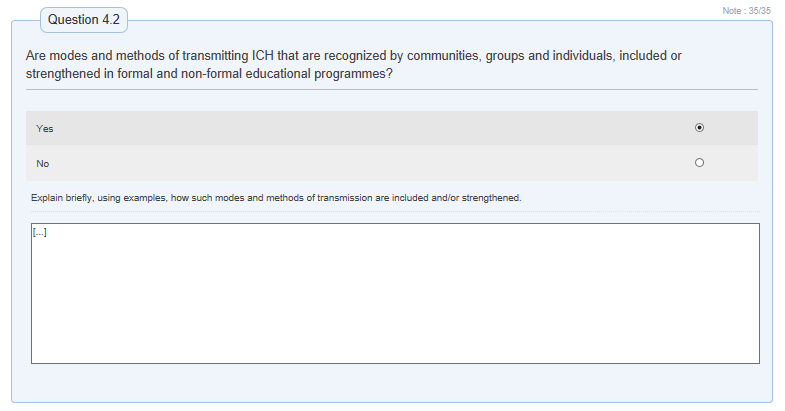 Note : 35/35
Question 4.2
Are modes and methods of transmitting ICH that are recognized by communities, groups and individuals, included or
strengthened in formal and non-formal educational programmes?
Yes
No
Explain briefly, using examples, how such modes and methods of transmission are included and/or strengthened.
[...]